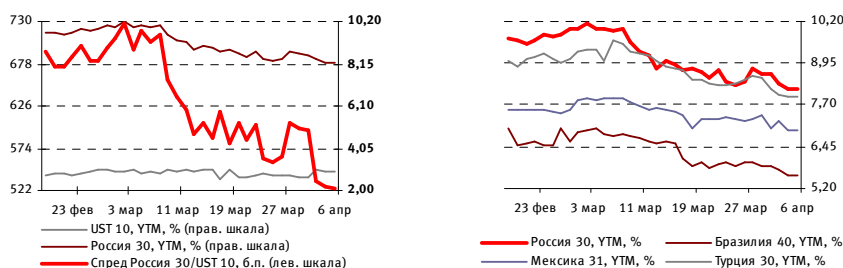 730 10,20
678 8,15
626 6,10
574 4,05
522 2,00
23 фев 3 мар 11 мар 19 мар 27 мар 6 апр
UST 10, YTM, % (прав. шкала)
Россия 30, YTM, % (прав. шкала)
Спред Россия 30/UST 10, б.п. (лев. шкала)
10,20
8,95
7,70
6,45
5,20
23 фев 3 мар 11 мар 19 мар 27 мар 6 апр
Россия 30, YTM, % Бразилия 40, YTM, %
Мексика 31, YTM, % Турция 30, YTM, %